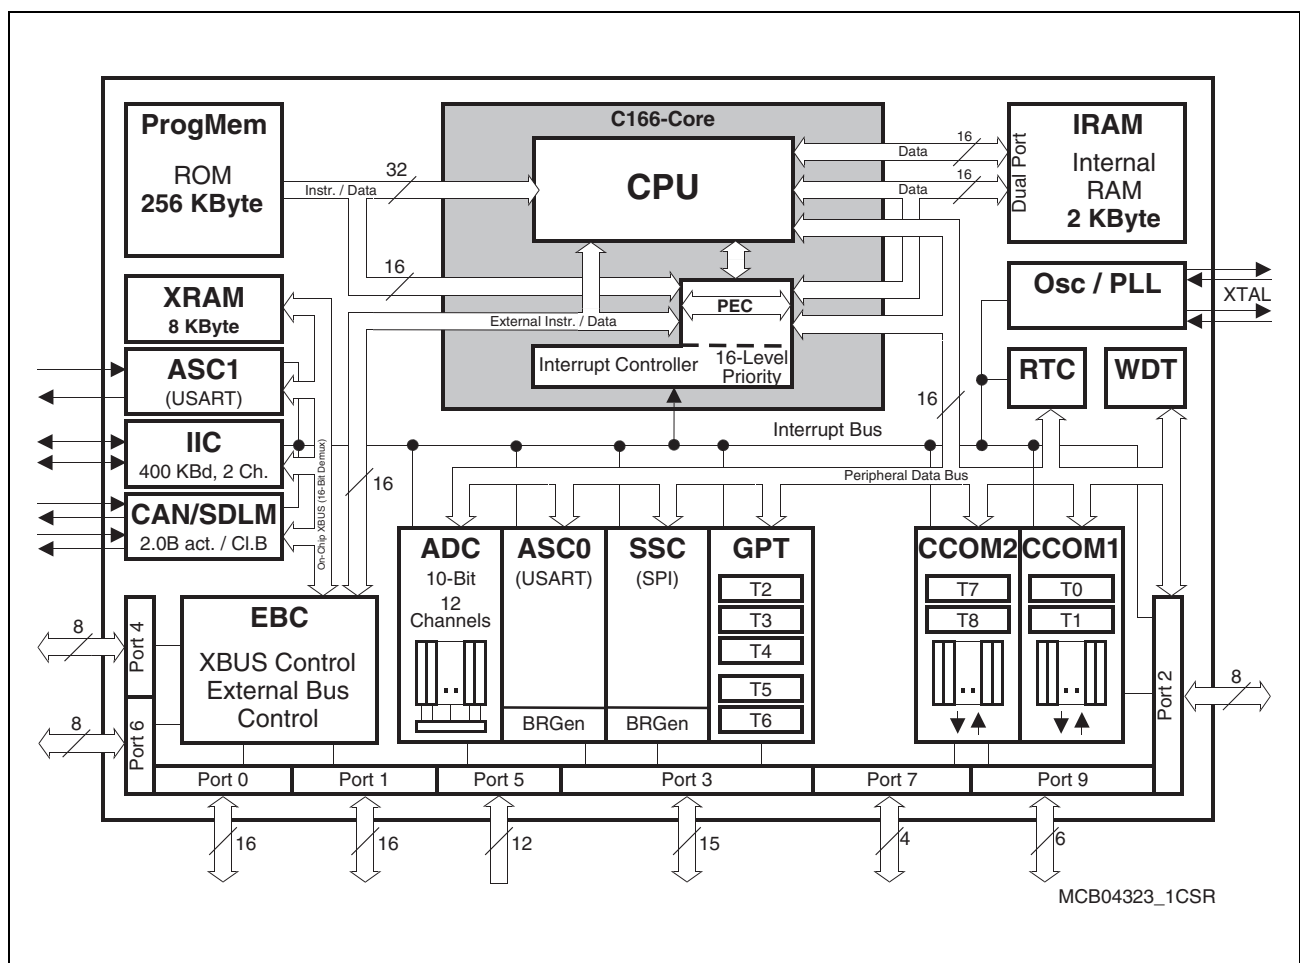 C166-Core
ProgMem
ROM
256 KByte
32
Instr. / Data
16
CPU
16
Data
16
Data
Dual Port
IRAM
Internal
RAM
2 KByte
XRAM
8 KByte
External Instr. / Data
PEC
Interrupt Controller
16-Level
Priority
Osc / PLL
XTAL
ASC1
(USART)
RTC
WDT
16
Interrupt Bus
Peripheral Data Bus
IIC
400 KBd, 2 Ch.
On-Chip XBUS (16-Bit Demux)
16
CAN/SDLM
2.0B act. / Cl.B
ADC
10-Bit
12
Channels
ASC0
(USART)
BRGen
SSC
(SPI)
BRGen
GPT
T2
T3
T4
T5
T6
CCOM2
T7
T8
..
CCOM1
T0
T1
..
EBC
XBUS Control
External Bus
Control
8
Port 4
8
Port 6
Port 2
8
Port 0
Port 1
Port 5
Port 3
Port 7
Port 9
16
16
12
15
4
6
MCB04323_1CSR